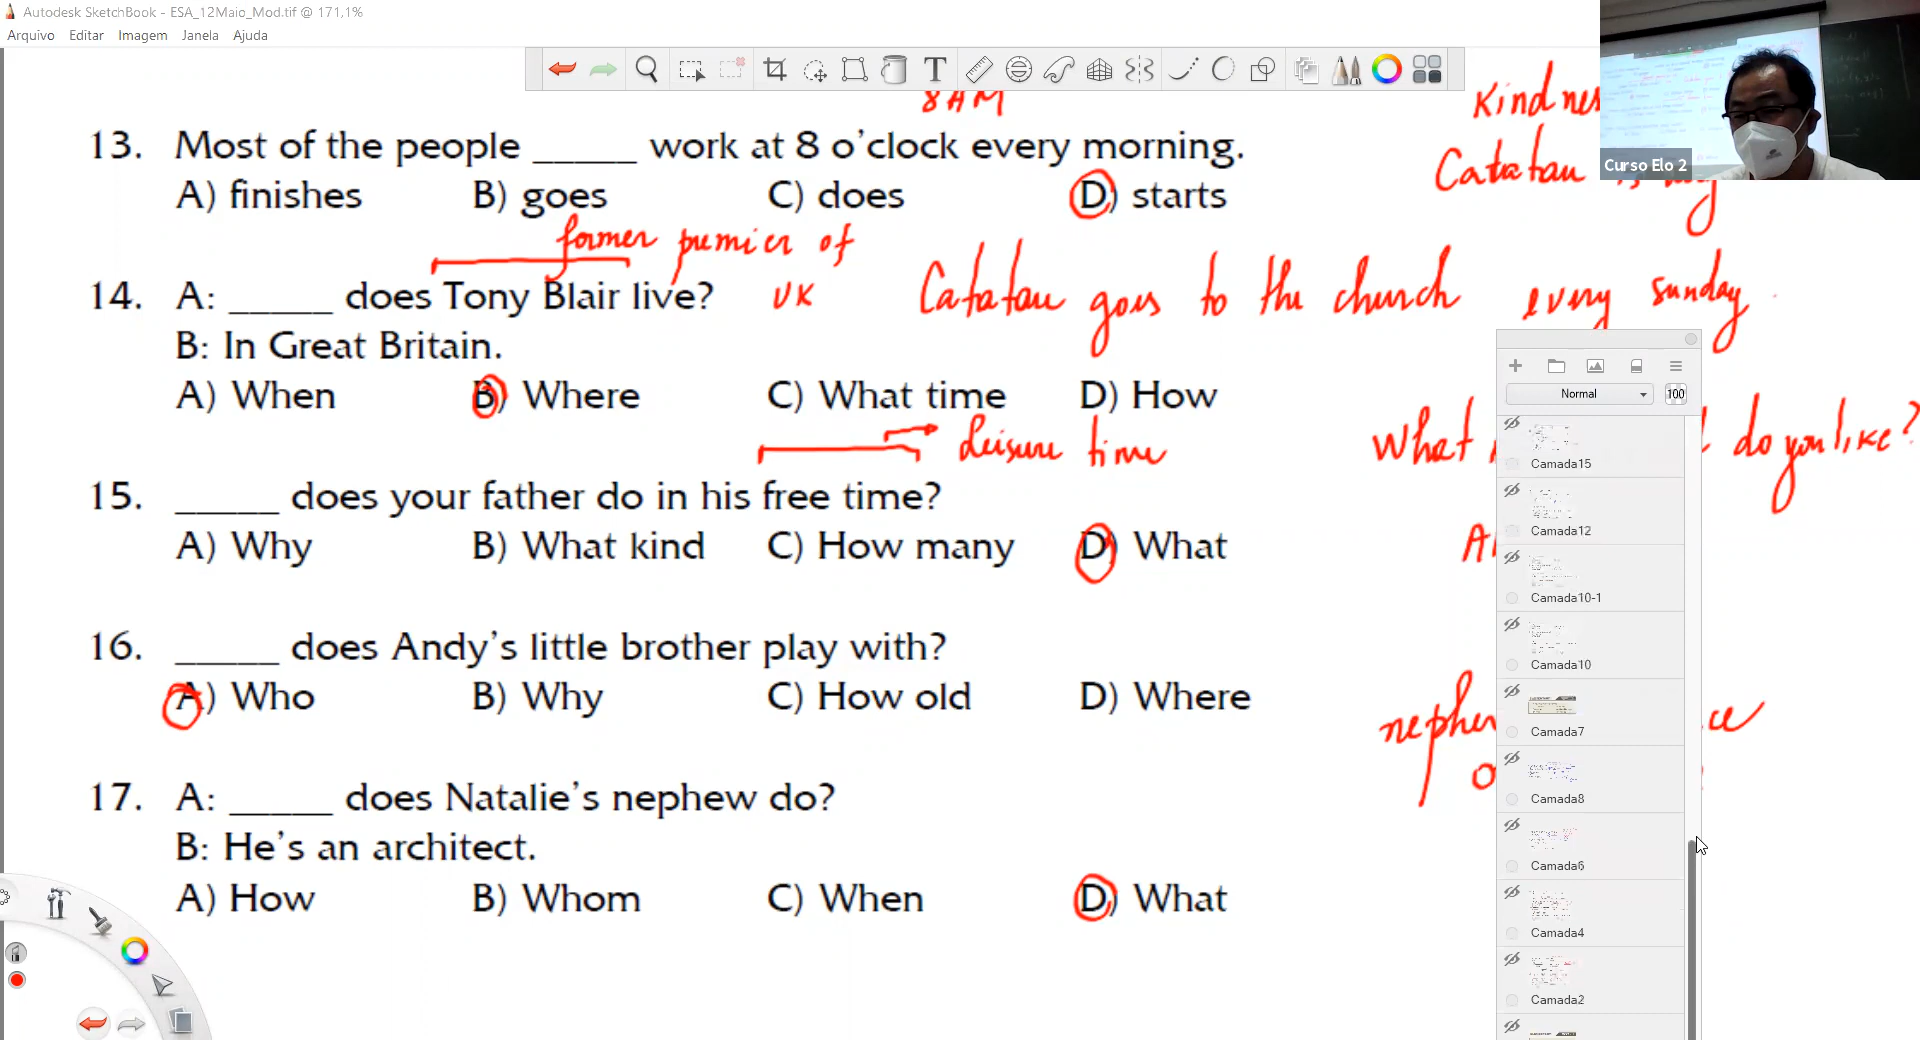 Autodesk SketchBook - ESA_12Maio_Mod.tif @ 171,1%
Arquivo Editar Imagem Janela Ajuda
8 AM
Curso Elo 2
13. Most of the people _____ work at 8 o'clock every morning.
A) finishes B) goes C) does D) starts
Catatau is my
former premier of
UK
14. A: _____ does Tony Blair live?
B: In Great Britain.
A) When B) Where C) What time D) How
Catatau goes to the church every sunday.
Leisure time
What do you like?
15. _____ does your father do in his free time?
A) Why B) What kind C) How many D) What
16. _____ does Andy's little brother play with?
A) Who B) Why C) How old D) Where
17. A: _____ does Natalie's nephew do?
B: He's an architect.
A) How B) Whom C) When D) What
Normal 100
Camada15
Camada12
Camada10-1
Camada10
Camada7
Camada8
Camada6
Camada4
Camada2